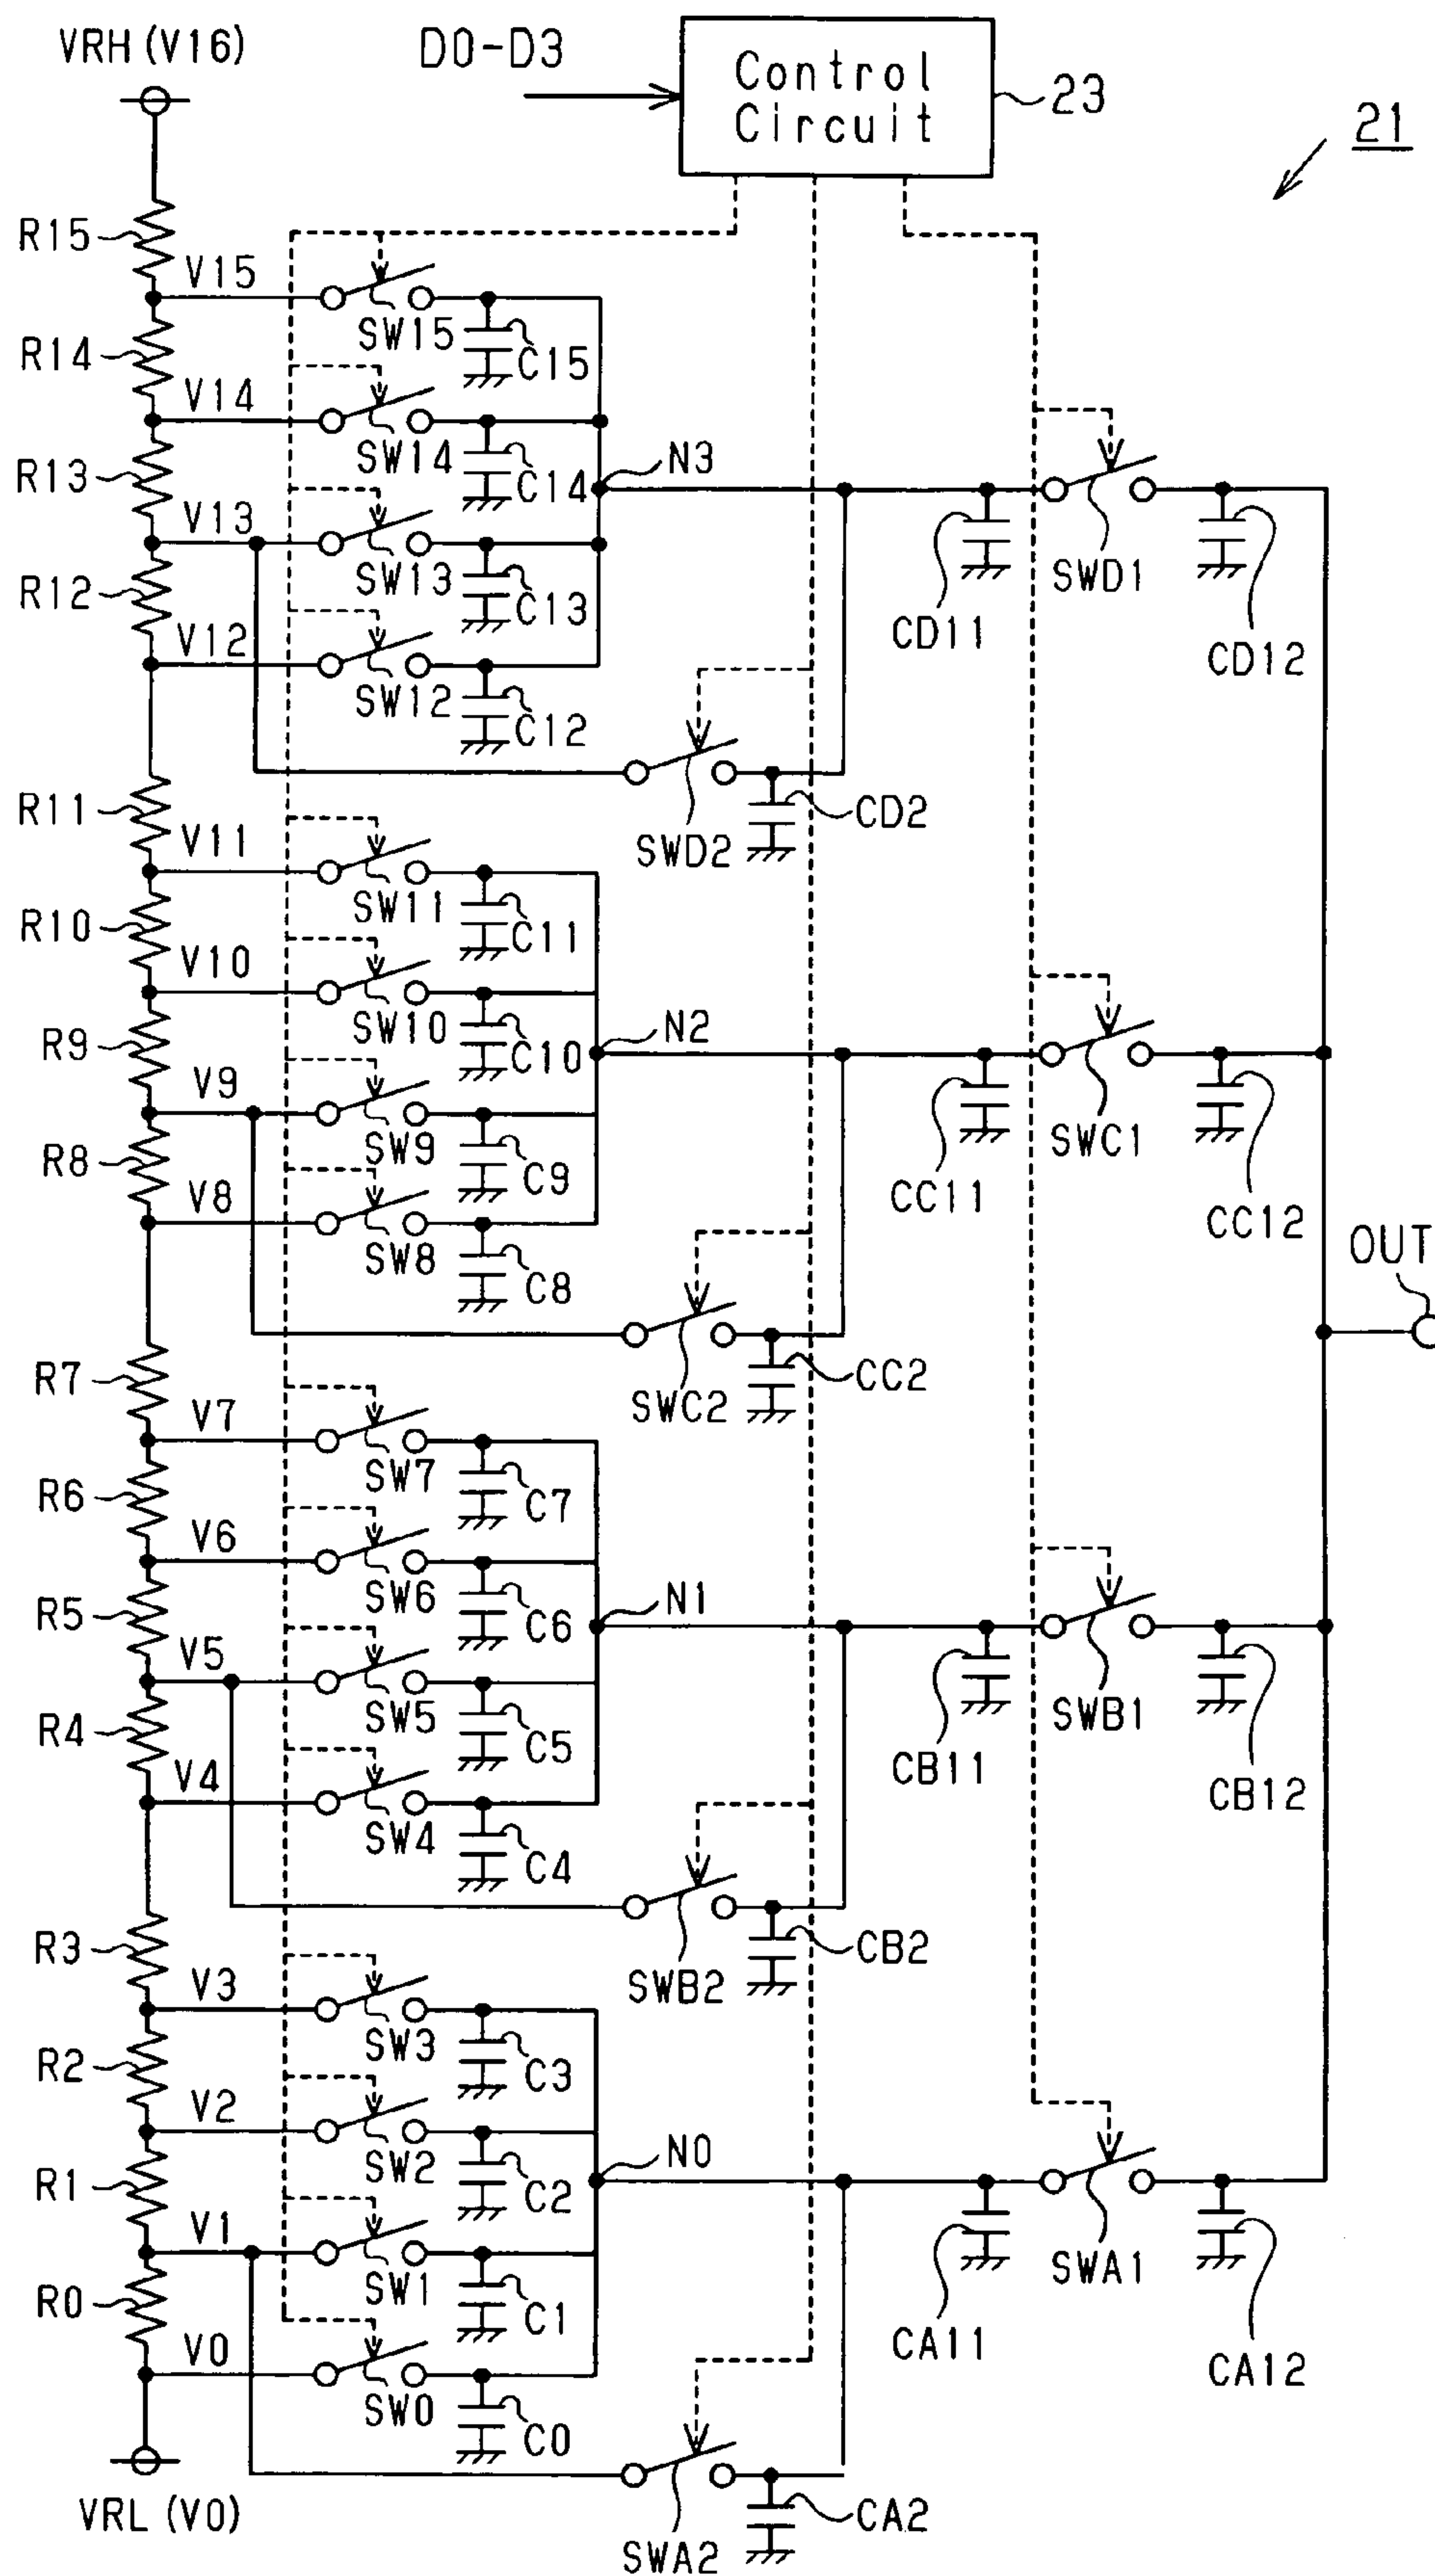 VRH (V16)
D0-D3
Control
Circuit
23
21
R15
V15
SW15
C15
R14
V14
SW14
C14
N3
R13
V13
SW13
C13
CD11
SWD1
CD12
R12
V12
SW12
C12
SWD2
CD2
R11
V11
SW11
C11
R10
V10
SW10
C10
N2
R9
V9
SW9
C9
CC11
SWC1
CC12
R8
V8
SW8
C8
OUT
SWC2
CC2
R7
V7
SW7
C7
R6
V6
SW6
C6
N1
R5
V5
SW5
C5
CB11
SWB1
CB12
R4
V4
SW4
C4
SWB2
CB2
R3
V3
SW3
C3
R2
V2
SW2
C2
N0
R1
V1
SW1
C1
CA11
SWA1
CA12
R0
V0
SW0
C0
VRL (V0)
SWA2
CA2